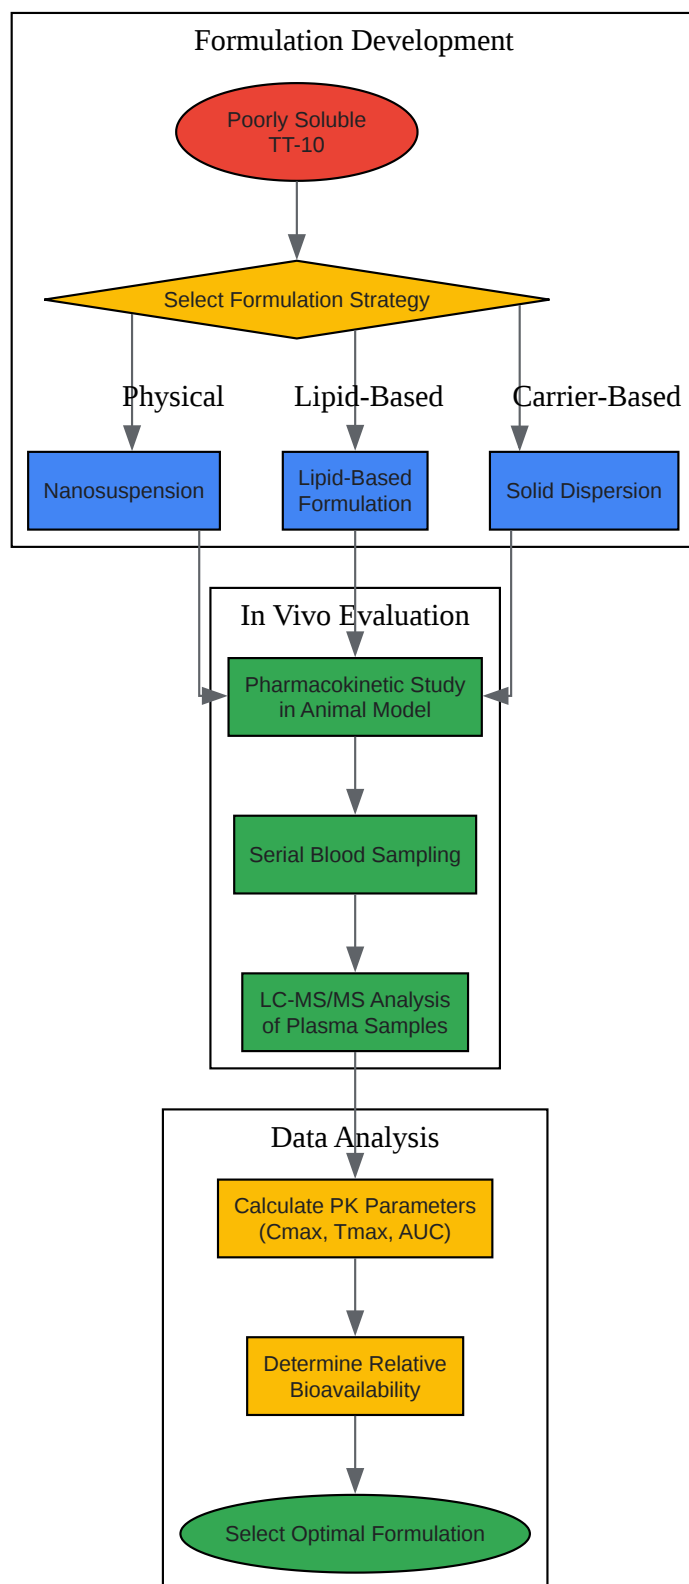 Formulation Development
Poorly Soluble
TT-10
Select Formulation Strategy
Physical
Lipid-Based
Carrier-Based
Nanosuspension
Lipid-Based
Formulation
Solid Dispersion
In Vivo Evaluation
Pharmacokinetic Study
in Animal Model
Serial Blood Sampling
LC-MS/MS Analysis
of Plasma Samples
Data Analysis
Calculate PK Parameters
(Cmax, Tmax, AUC)
Determine Relative
Bioavailability
Select Optimal Formulation